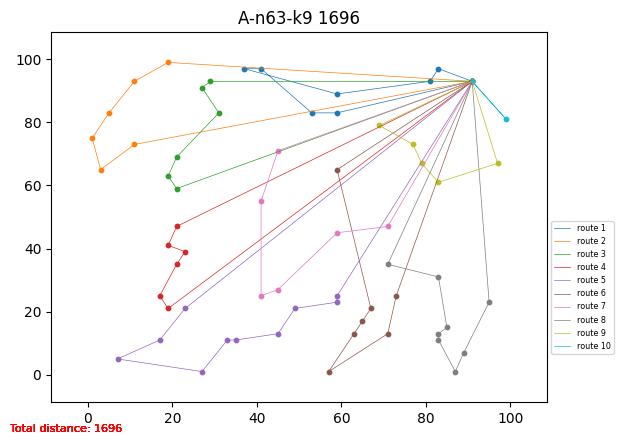 A-n63-k9 1696
100
80
60
40
20
0
0 20 40 60 80 100
route 1
route 2
route 3
route 4
route 5
route 6
route 7
route 8
route 9
route 10
Total distance: 1696